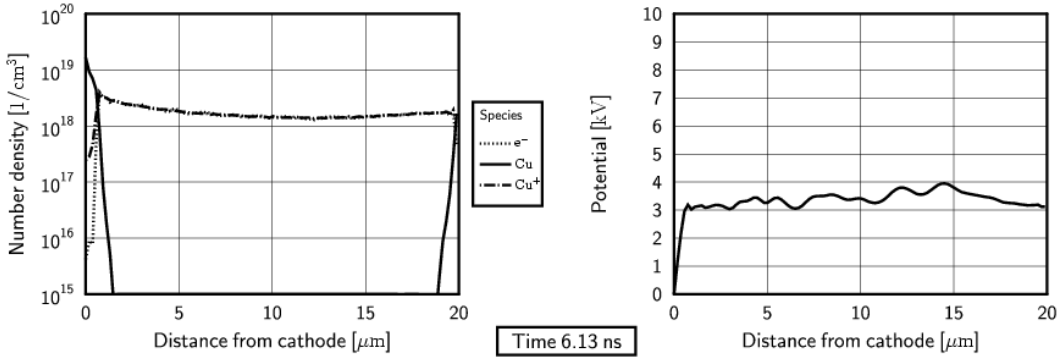 10^20
10^19
10^18
10^17
10^16
10^15
Number density [1/cm^3]
0 5 10 15 20
Distance from cathode [μm]
Species
e^−
Cu
Cu^+
Time 6.13 ns
10
9
8
7
6
5
4
3
2
1
0
Potential [kV]
0 5 10 15 20
Distance from cathode [μm]